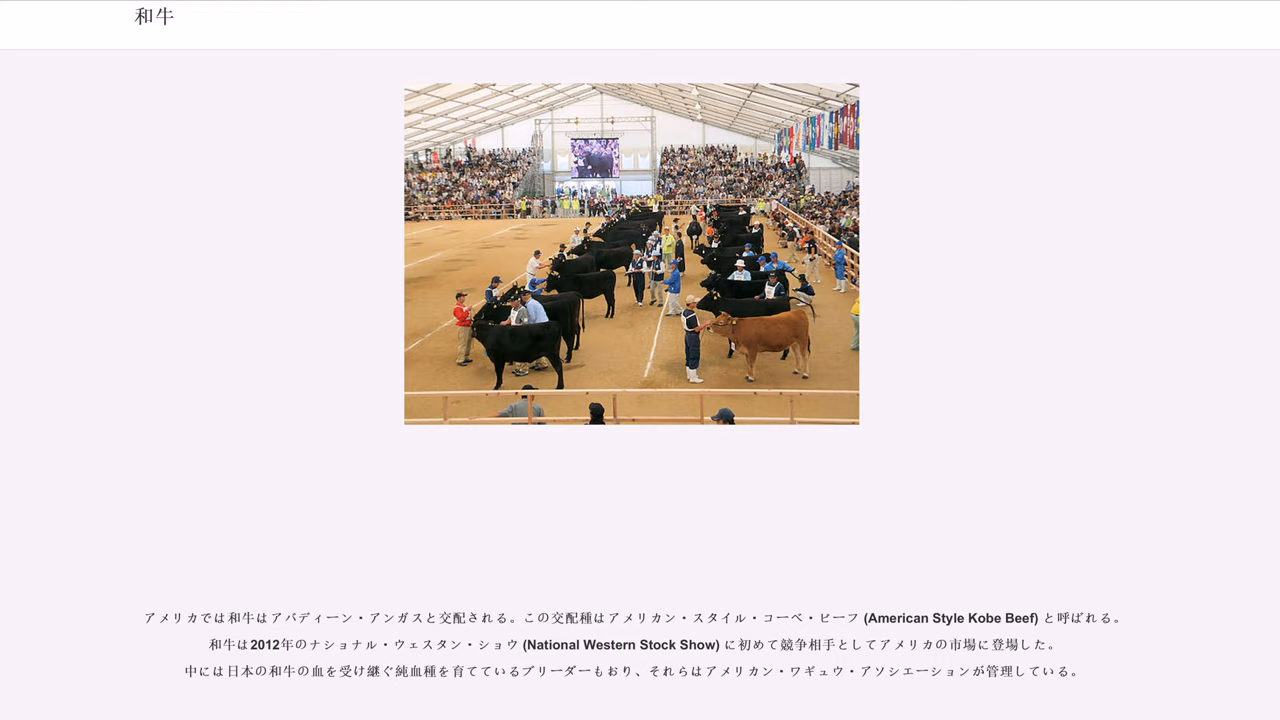 和牛
アメリカでは和牛はアバディーン・アンガスと交配される。この交配種はアメリカン・スタイル・コーベ・ビーフ (American Style Kobe Beef) と呼ばれる。
和牛は2012年のナショナル・ウェスタン・ショウ (National Western Stock Show) に初めて競争相手としてアメリカの市場に登場した。
中には日本の和牛の血を受け継ぐ純血種を育てているブリーダーもおり、それらはアメリカン・ワギュウ・アソシエーションが管理している。